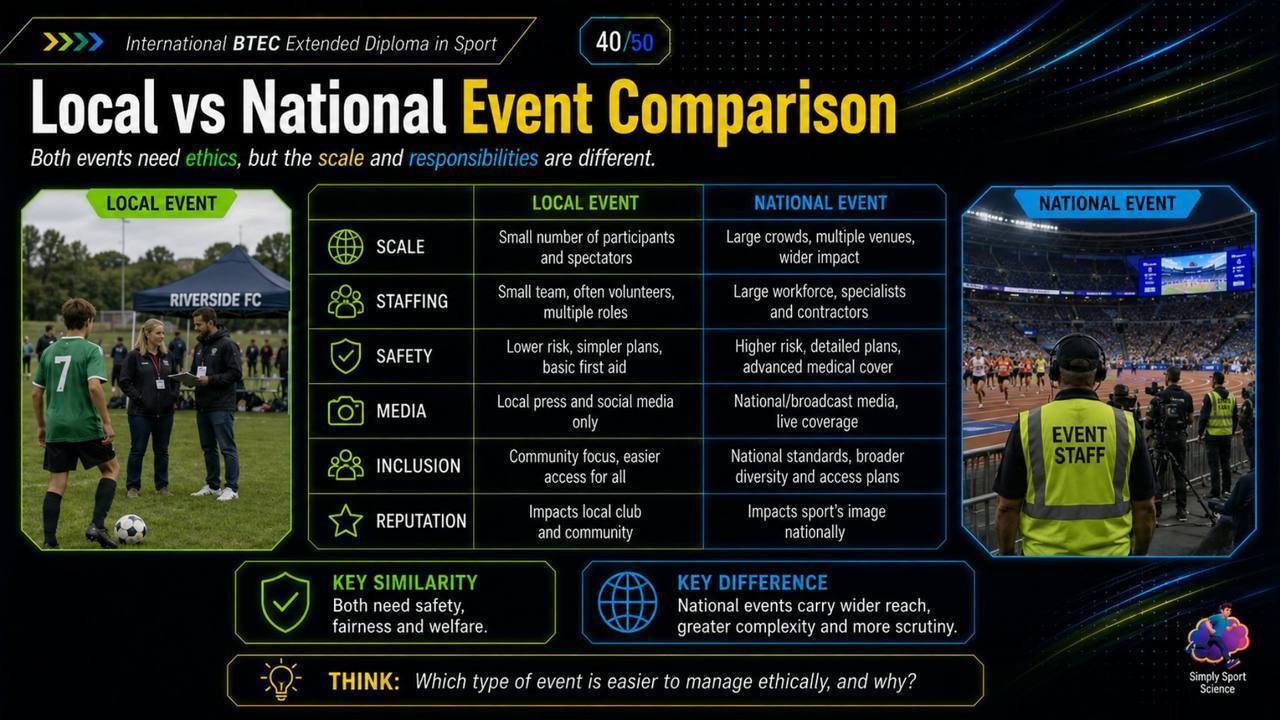 International BTEC Extended Diploma in Sport
40/50
Local vs National Event Comparison
Both events need ethics, but the scale and responsibilities are different.
LOCAL EVENT
RIVERSIDE FC
7
LOCAL EVENT
NATIONAL EVENT
SCALE
Small number of participants
and spectators
Large crowds, multiple venues,
wider impact
STAFFING
Small team, often volunteers,
multiple roles
Large workforce, specialists
and contractors
SAFETY
Lower risk, simpler plans,
basic first aid
Higher risk, detailed plans,
advanced medical cover
MEDIA
Local press and social media
only
National/broadcast media,
live coverage
INCLUSION
Community focus, easier
access for all
National standards, broader
diversity and access plans
REPUTATION
Impacts local club
and community
Impacts sport's image
nationally
NATIONAL EVENT
EVENT
STAFF
KEY SIMILARITY
Both need safety,
fairness and welfare.
KEY DIFFERENCE
National events carry wider reach,
greater complexity and more scrutiny.
THINK: Which type of event is easier to manage ethically, and why?
Simply Sport
Science